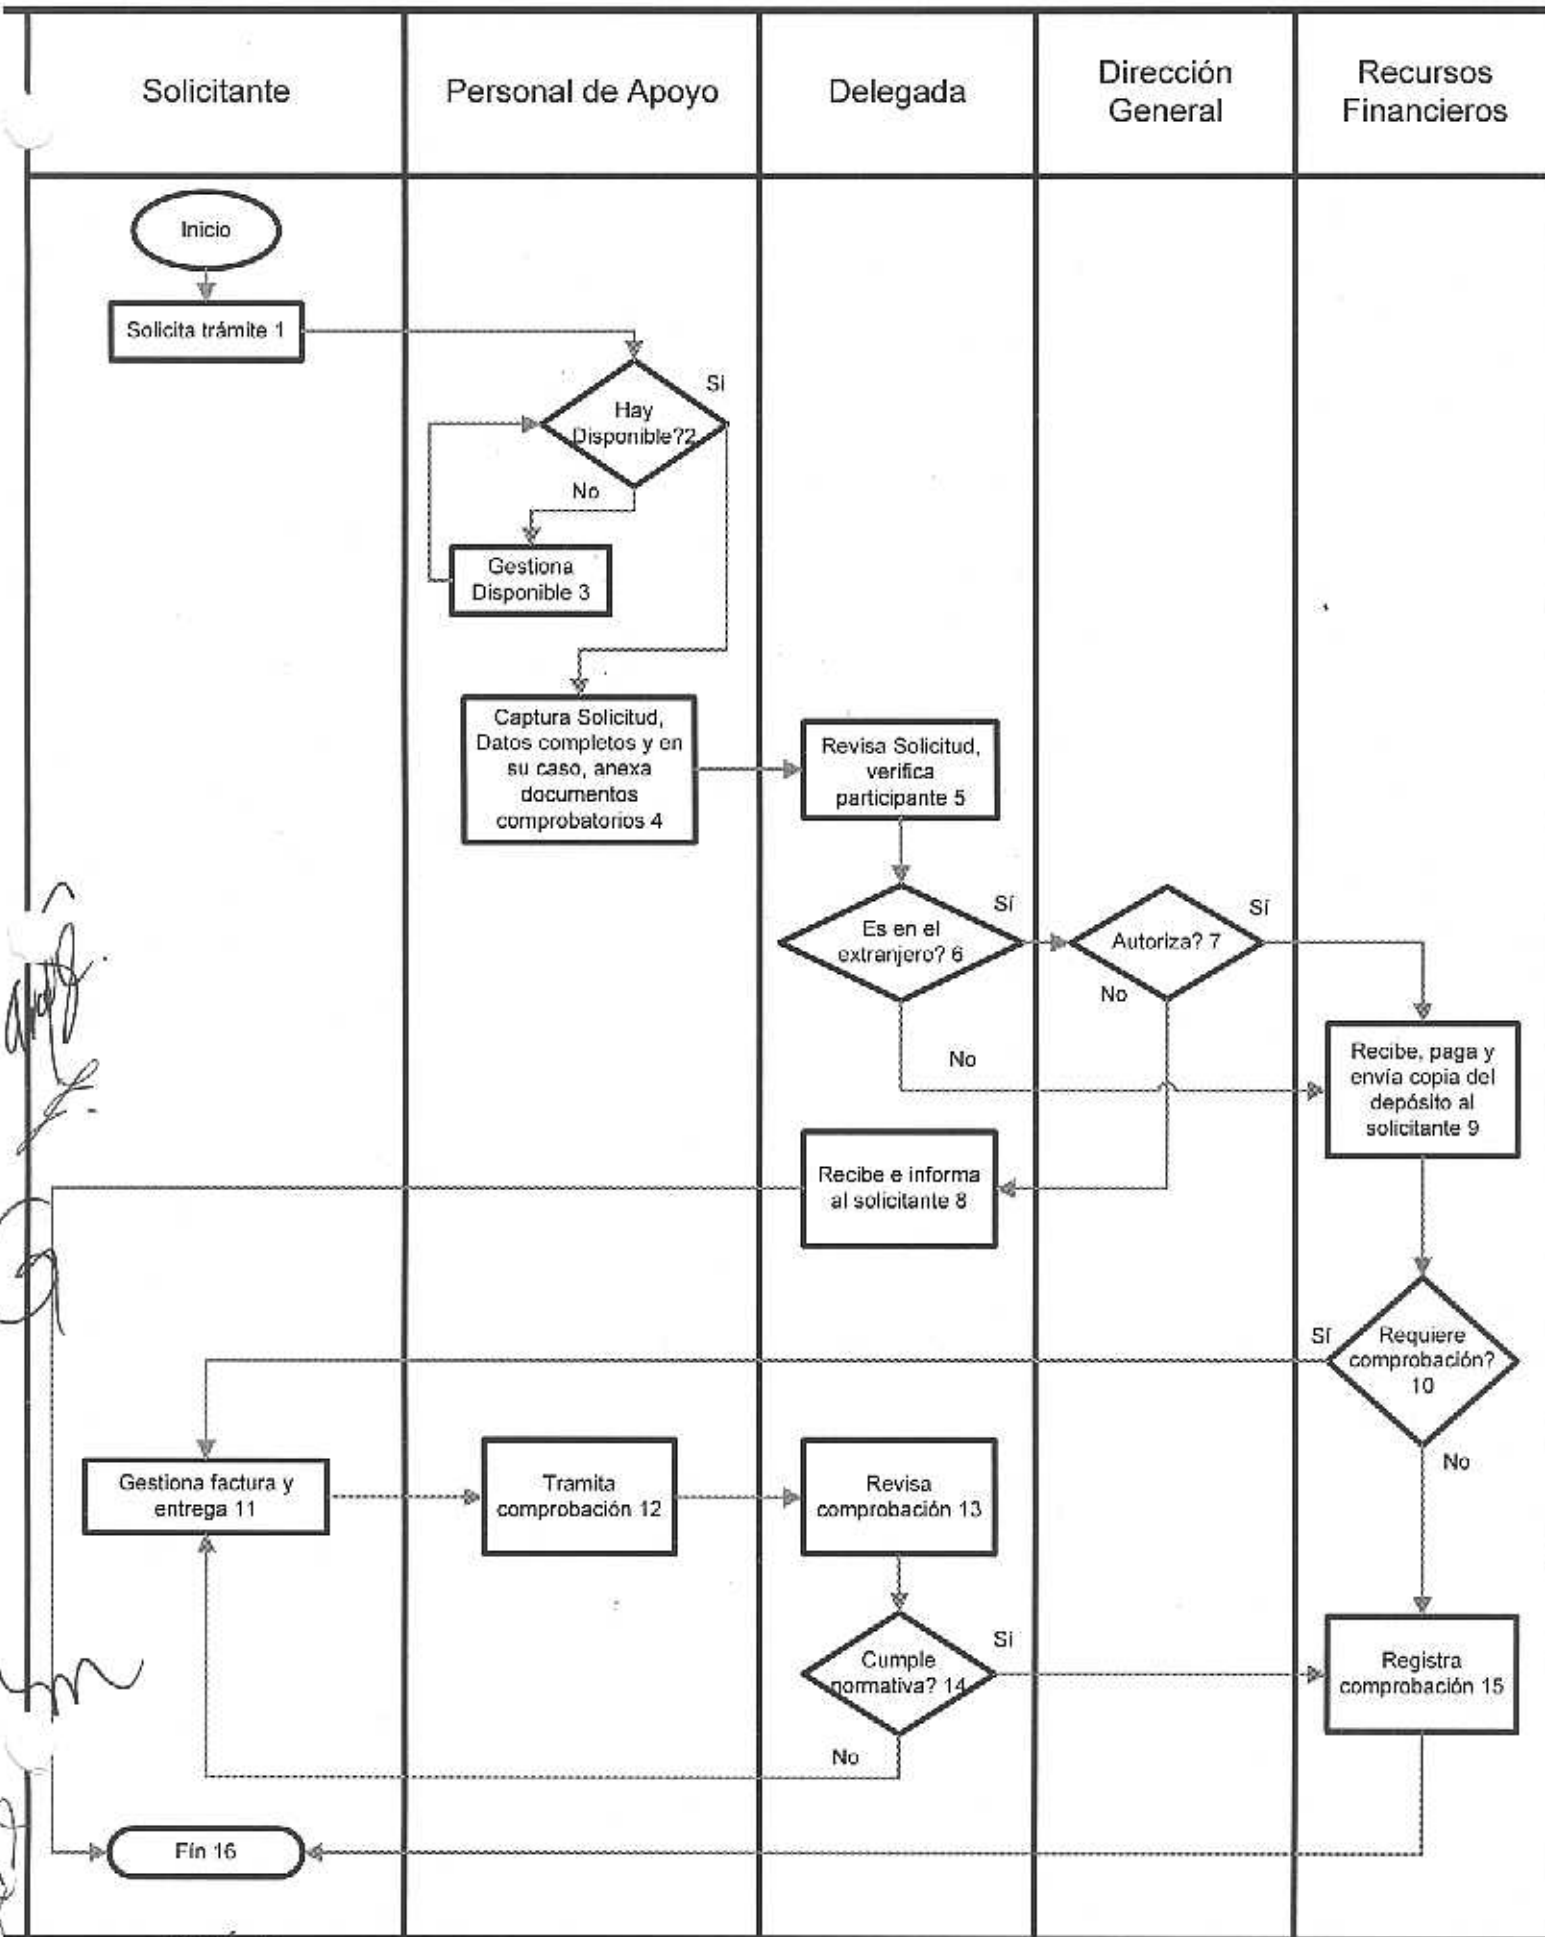 Solicitante
Personal de Apoyo
Delegada
Dirección
General
Recursos
Financieros
Inicio
Solicita trámite 1
Hay
Disponible?2
Sí
No
Gestiona
Disponible 3
Captura Solicitud,
Datos completos y en
su caso, anexa
documentos
comprobatorios 4
Revisa Solicitud,
verifica
participante 5
Es en el
extranjero? 6
Sí
No
Autoriza? 7
Sí
No
Recibe, paga y
envía copia del
depósito al
solicitante 9
Recibe e informa
al solicitante 8
Requiere
comprobación?
10
Sí
No
Gestiona factura y
entrega 11
Tramita
comprobación 12
Revisa
comprobación 13
Cumple
normativa? 14
Sí
No
Registra
comprobación 15
Fín 16